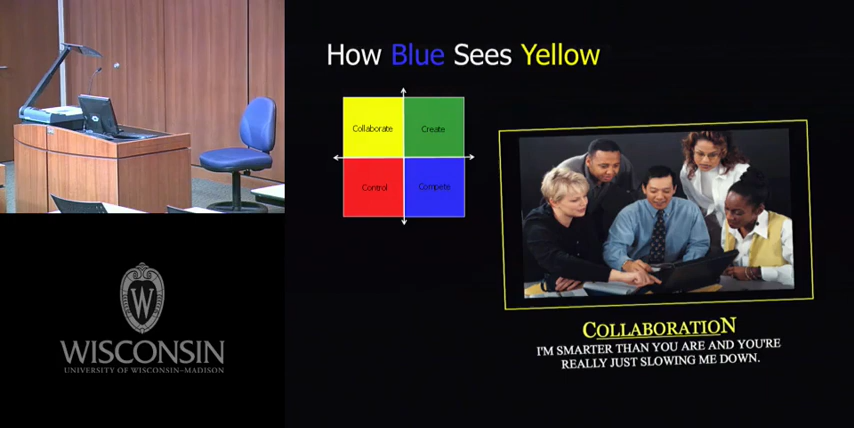 How Blue Sees Yellow
Collaborate
Create
Control
Compete
COLLABORATION
I'M SMARTER THAN YOU ARE AND YOU'RE
REALLY JUST SLOWING ME DOWN.
W
WISCONSIN
UNIVERSITY OF WISCONSIN–MADISON